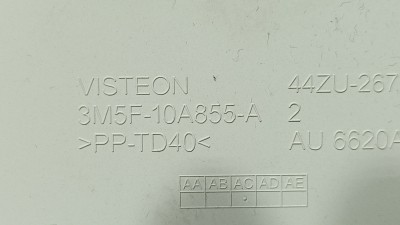 VISTEON 44ZU-267
3M5F-10A855-A 2
>PP-TD40< AU 6620A
AA AB AC AD AE